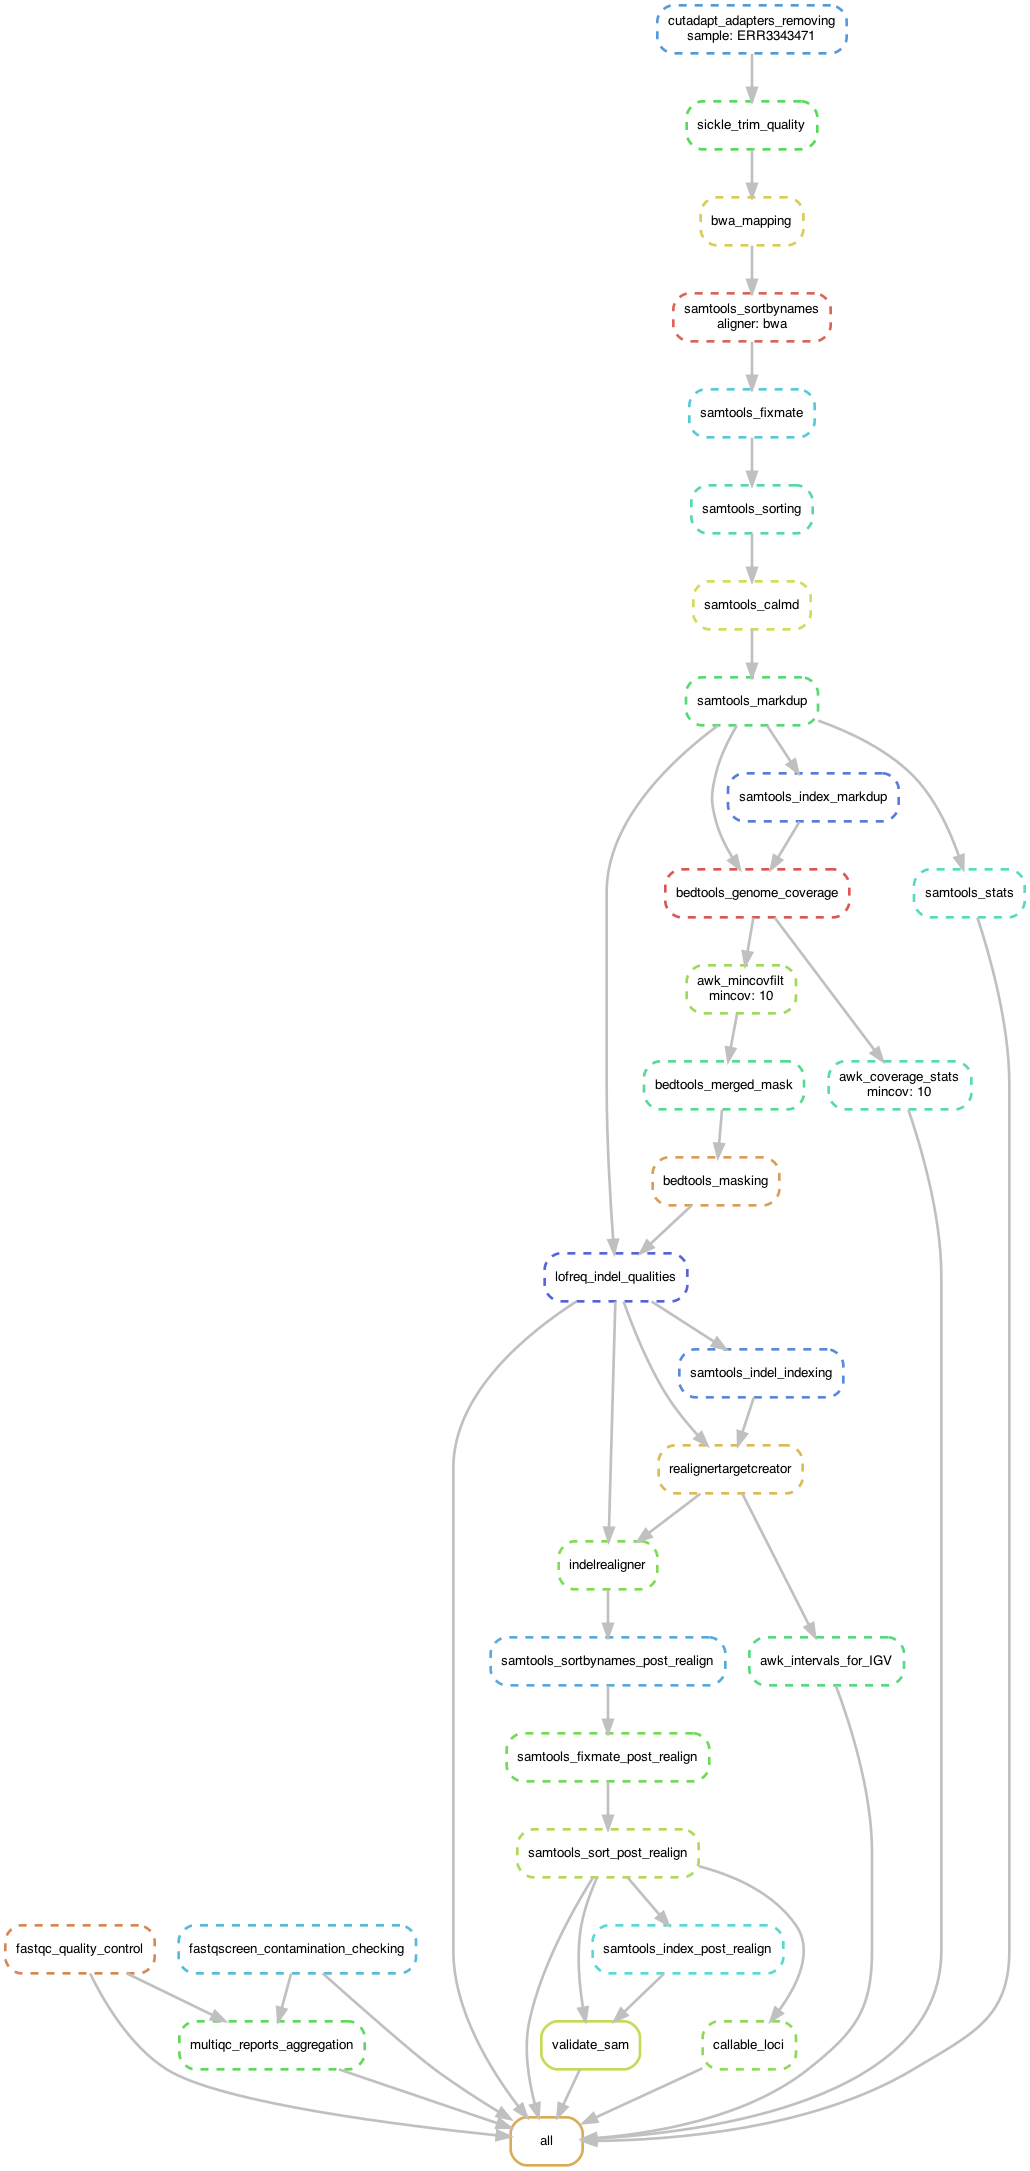 cutadapt_adapters_removing
sample: ERR3343471
sickle_trim_quality
bwa_mapping
samtools_sortbynames
aligner: bwa
samtools_fixmate
samtools_sorting
samtools_calmd
samtools_markdup
samtools_index_markdup
bedtools_genome_coverage
samtools_stats
awk_mincovfilt
mincov: 10
bedtools_merged_mask
awk_coverage_stats
mincov: 10
bedtools_masking
lofreq_indel_qualities
samtools_indel_indexing
realignertargetcreator
indelrealigner
samtools_sortbynames_post_realign
awk_intervals_for_IGV
samtools_fixmate_post_realign
samtools_sort_post_realign
fastqc_quality_control
fastqscreen_contamination_checking
samtools_index_post_realign
multiqc_reports_aggregation
validate_sam
callable_loci
all